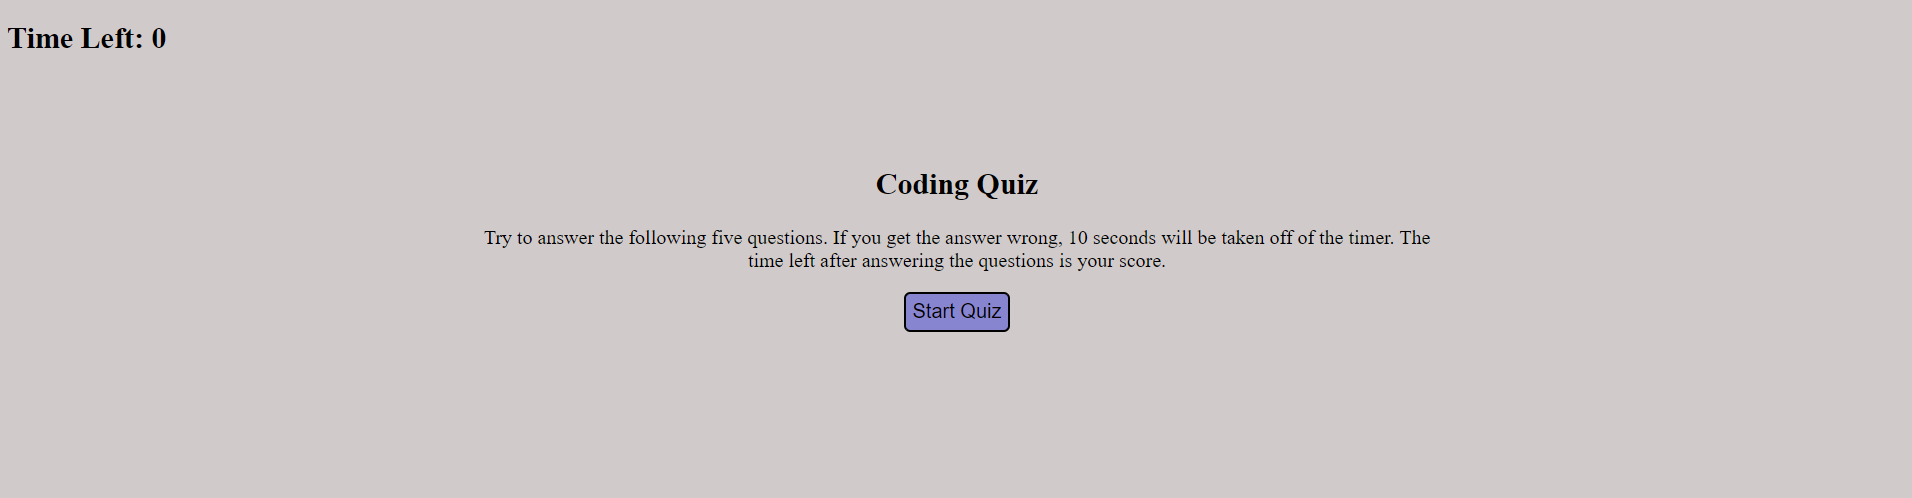 Time Left: 0
Coding Quiz
Try to answer the following five questions. If you get the answer wrong, 10 seconds will be taken off of the timer. The
time left after answering the questions is your score.
Start Quiz